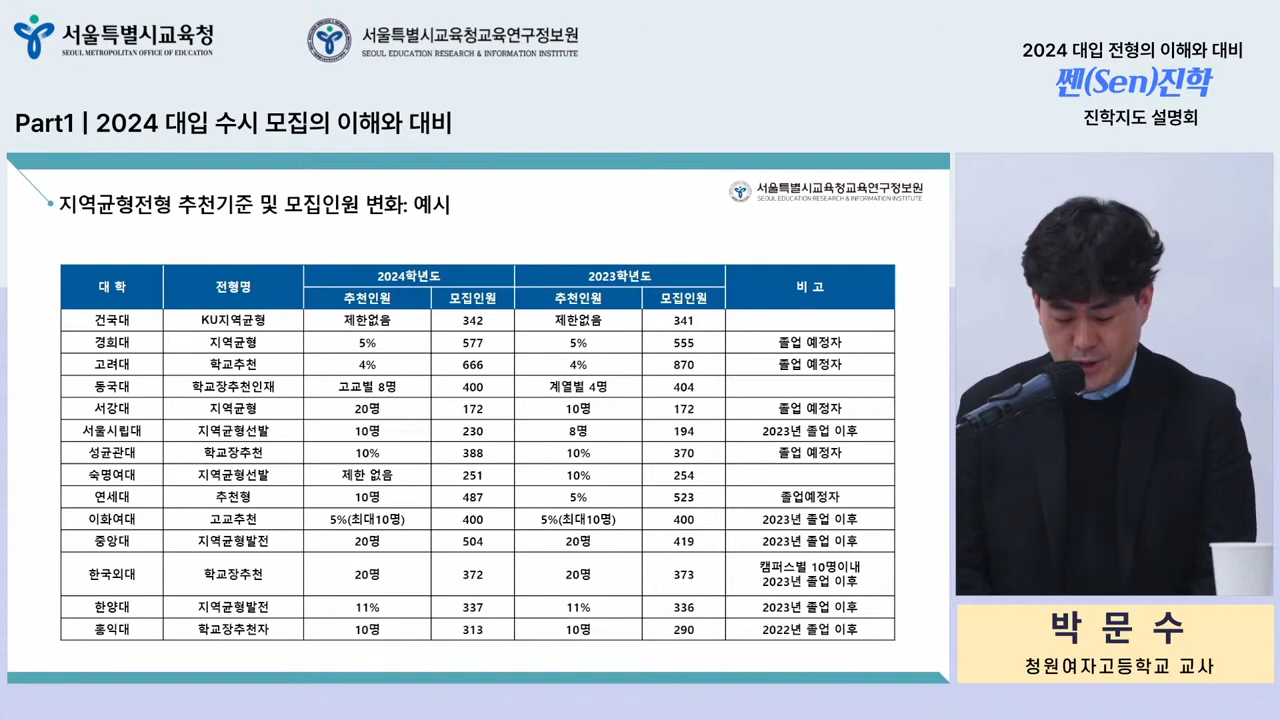 서울특별시교육청
SEOUL METROPOLITAN OFFICE OF EDUCATION
서울특별시교육청교육연구정보원
SEOUL EDUCATION RESEARCH & INFORMATION INSTITUTE
2024 대입 전형의 이해와 대비
쎈(Sen)진학
진학지도 설명회
Part1 | 2024 대입 수시 모집의 이해와 대비
지역균형전형 추천기준 및 모집인원 변화: 예시
서울특별시교육청교육연구정보원
SEOUL EDUCATION RESEARCH & INFORMATION INSTITUTE
대 학 전형명 2024학년도 2023학년도 비 고
추천인원 모집인원 추천인원 모집인원
건국대 KU지역균형 제한없음 342 제한없음 341
경희대 지역균형 5% 577 5% 555 졸업 예정자
고려대 학교추천 4% 666 4% 870 졸업 예정자
동국대 학교장추천인재 고교별 8명 400 계열별 4명 404
서강대 지역균형 20명 172 10명 172 졸업 예정자
서울시립대 지역균형선발 10명 230 8명 194 2023년 졸업 이후
성균관대 학교장추천 10% 388 10% 370 졸업 예정자
숙명여대 지역균형선발 제한 없음 251 10% 254
연세대 추천형 10명 487 5% 523 졸업예정자
이화여대 고교추천 5%(최대10명) 400 5%(최대10명) 400 2023년 졸업 이후
중앙대 지역균형발전 20명 504 20명 419 2023년 졸업 이후
한국외대 학교장추천 20명 372 20명 373 캠퍼스별 10명이내
2023년 졸업 이후
한양대 지역균형발전 11% 337 11% 336 2023년 졸업 이후
홍익대 학교장추천자 10명 313 10명 290 2022년 졸업 이후
박 문 수
청원여자고등학교 교사